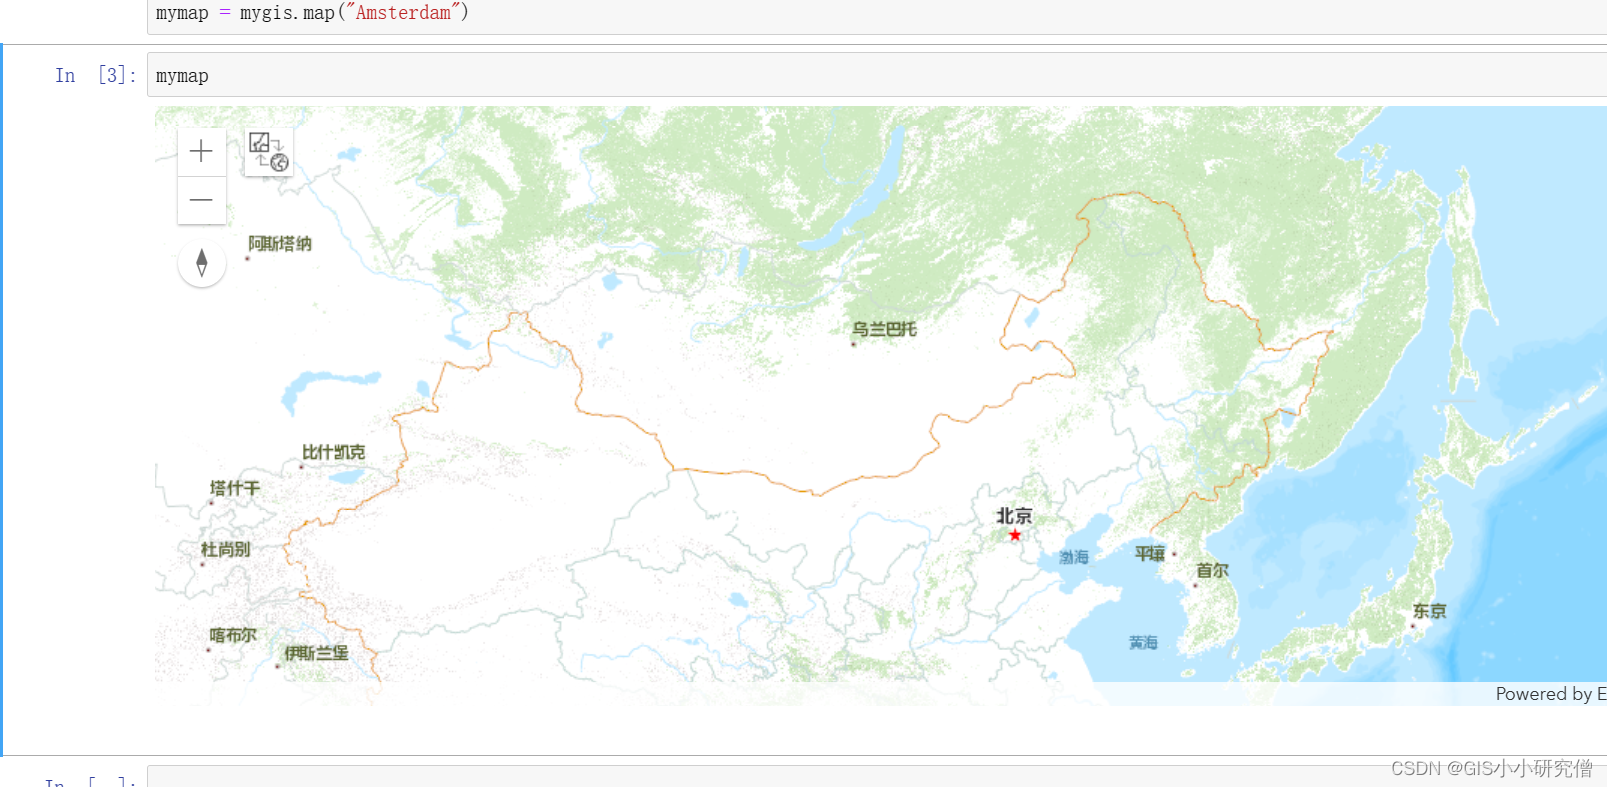 mymap = mygis.map("Amsterdam")
In [3]:
mymap
阿斯塔纳
乌兰巴托
比什凯克
塔什干
北京
杜尚别
渤海
平壤
首尔
东京
喀布尔
黄海
伊斯兰堡
Powered by E
CSDN @GIS小小研究僧
In [ ]: